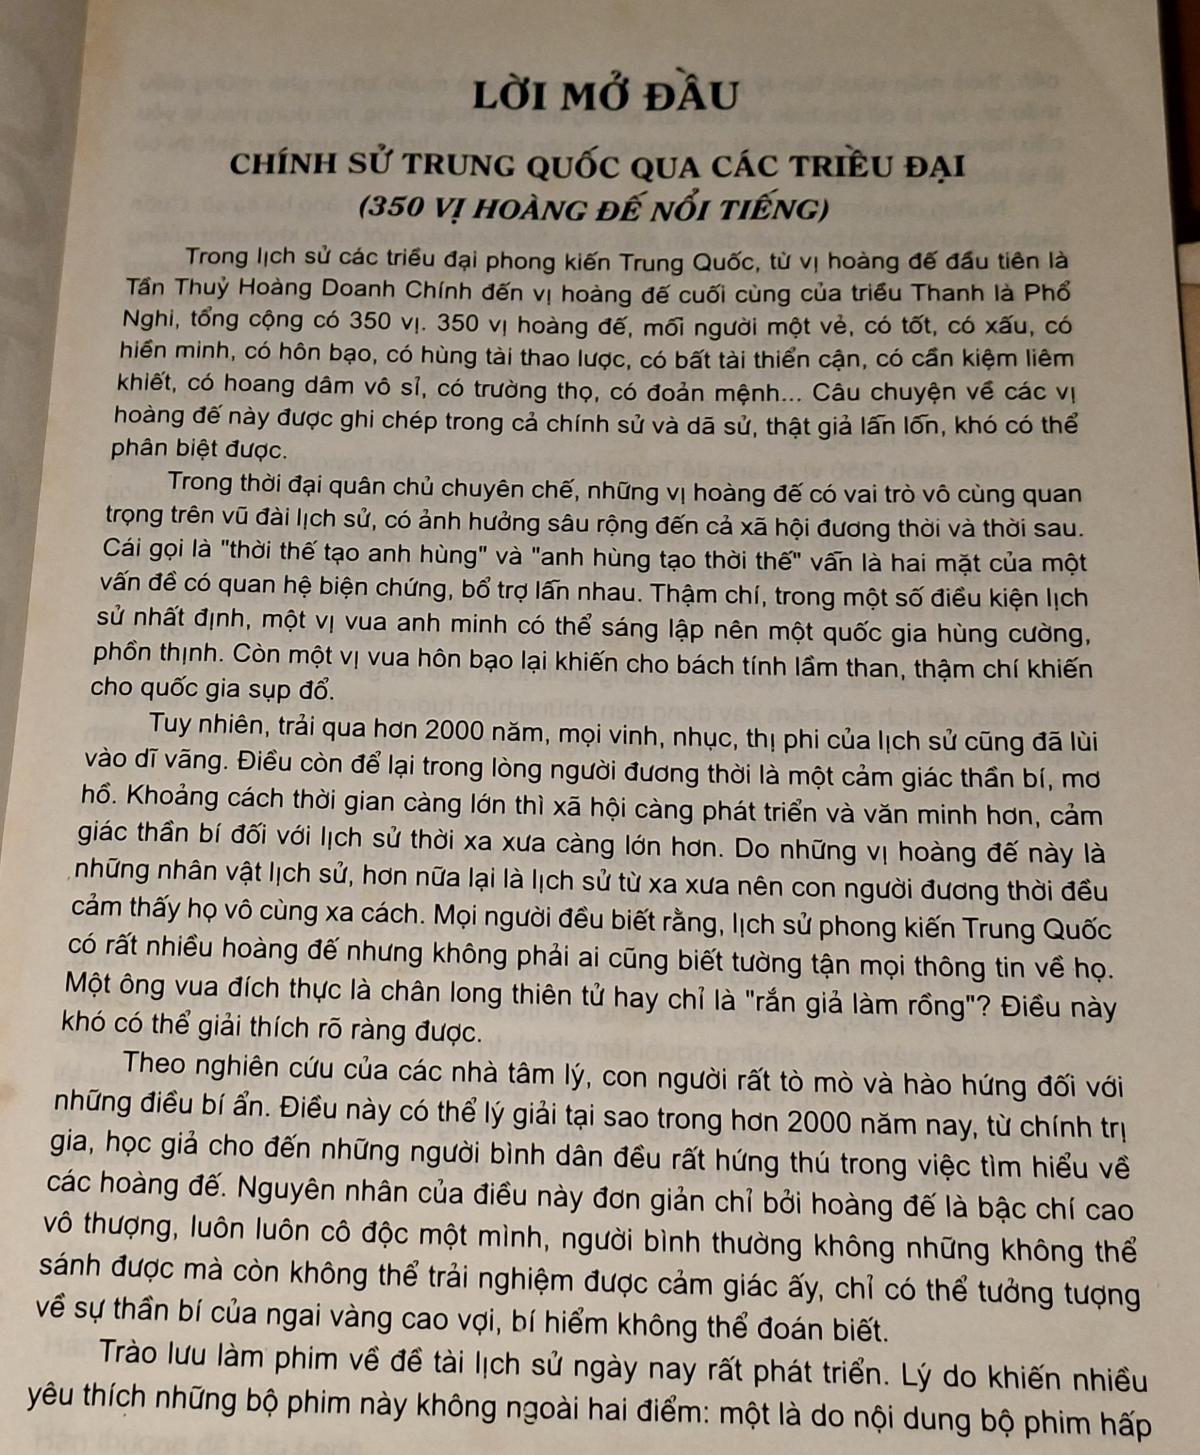 LỜI MỞ ĐẦU
CHÍNH SỬ TRUNG QUỐC QUA CÁC TRIỀU ĐẠI
(350 VỊ HOÀNG ĐẾ NỔI TIẾNG)
Trong lịch sử các triều đại phong kiến Trung Quốc, từ vị hoàng đế đầu tiên là
Tần Thuỷ Hoàng Doanh Chính đến vị hoàng đế cuối cùng của triều Thanh là Phổ
Nghi, tổng cộng có 350 vị. 350 vị hoàng đế, mỗi người một vẻ, có tốt, có xấu, có
hiền minh, có hôn bạo, có hùng tài thao lược, có bất tài thiển cận, có cần kiệm liêm
khiết, có hoang dâm vô sỉ, có trường thọ, có đoản mệnh... Câu chuyện về các vị
hoàng đế này được ghi chép trong cả chính sử và dã sử, thật giả lẫn lốn, khó có thể
phân biệt được.
Trong thời đại quân chủ chuyên chế, những vị hoàng đế có vai trò vô cùng quan
trọng trên vũ đài lịch sử, có ảnh hưởng sâu rộng đến cả xã hội đương thời và thời sau.
Cái gọi là "thời thế tạo anh hùng" và "anh hùng tạo thời thế" vẫn là hai mặt của một
vấn đề có quan hệ biện chứng, bổ trợ lẫn nhau. Thậm chí, trong một số điều kiện lịch
sử nhất định, một vị vua anh minh có thể sáng lập nên một quốc gia hùng cường,
phồn thịnh. Còn một vị vua hôn bạo lại khiến cho bách tính lầm than, thậm chí khiến
cho quốc gia sụp đổ.
Tuy nhiên, trải qua hơn 2000 năm, mọi vinh, nhục, thị phi của lịch sử cũng đã lùi
vào dĩ vãng. Điều còn để lại trong lòng người đương thời là một cảm giác thần bí, mơ
hồ. Khoảng cách thời gian càng lớn thì xã hội càng phát triển và văn minh hơn, cảm
giác thần bí đối với lịch sử thời xa xưa càng lớn hơn. Do những vị hoàng đế này là
những nhân vật lịch sử, hơn nữa lại là lịch sử từ xa xưa nên con người đương thời đều
cảm thấy họ vô cùng xa cách. Mọi người đều biết rằng, lịch sử phong kiến Trung Quốc
có rất nhiều hoàng đế nhưng không phải ai cũng biết tường tận mọi thông tin về họ.
Một ông vua đích thực là chân long thiên tử hay chỉ là "rắn giả làm rồng"? Điều này
khó có thể giải thích rõ ràng được.
Theo nghiên cứu của các nhà tâm lý, con người rất tò mò và hào hứng đối với
những điều bí ẩn. Điều này có thể lý giải tại sao trong hơn 2000 năm nay, từ chính trị
gia, học giả cho đến những người bình dân đều rất hứng thú trong việc tìm hiểu về
các hoàng đế. Nguyên nhân của điều này đơn giản chỉ bởi hoàng đế là bậc chí cao
vô thượng, luôn luôn cô độc một mình, người bình thường không những không thể
sánh được mà còn không thể trải nghiệm được cảm giác ấy, chỉ có thể tưởng tượng
về sự thần bí của ngai vàng cao vợi, bí hiểm không thể đoán biết.
Trào lưu làm phim về đề tài lịch sử ngày nay rất phát triển. Lý do khiến nhiều
yêu thích những bộ phim này không ngoài hai điểm: một là do nội dung bộ phim hấp